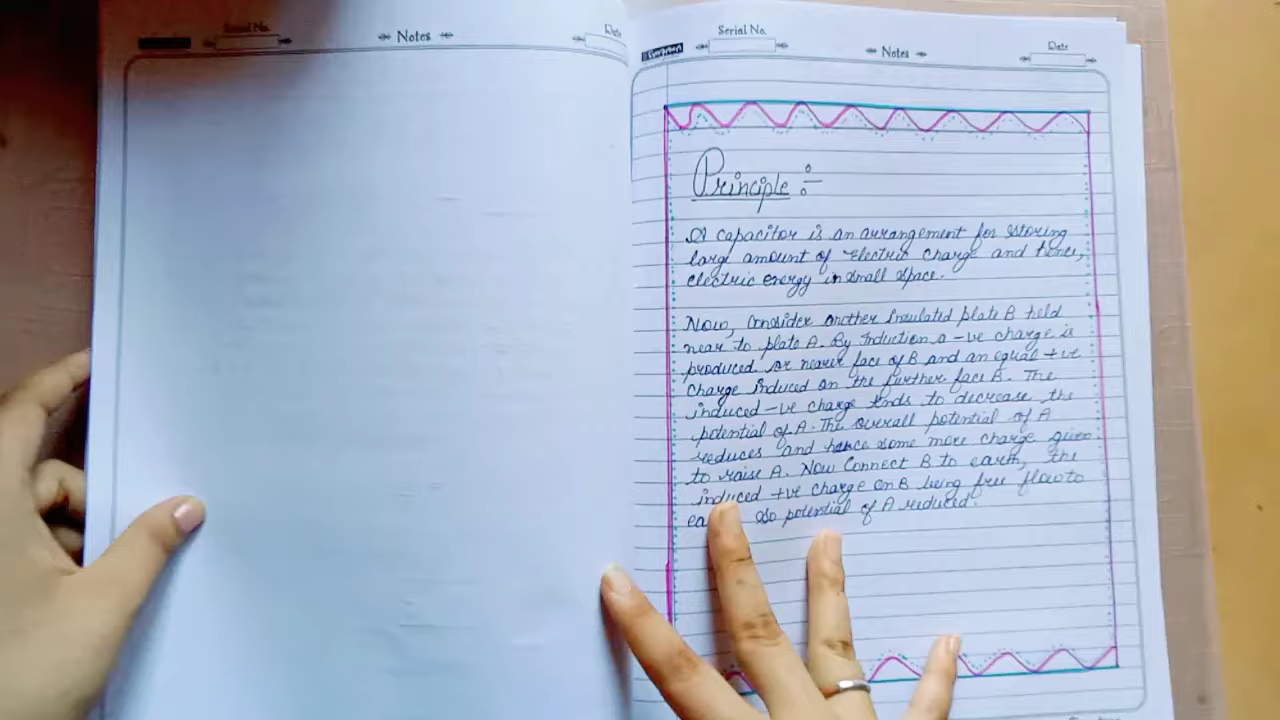 Serial No.
Notes
Date
Serial No.
Notes
Date
Principle :-
A capacitor is an arrangement for storing
large amount of Electric charge and hence,
electric energy in small space.
Now, Consider another insulated plate B held
near to plate A. By Induction a -ve charge is
produced or nearer face of B and an equal +ve
charge induced on the further face B. The
induced -ve charge tends to decrease the
potential of A. The overall potential of A
reduces and hence some more charge given
to raise A. Now Connect B to earth, the
induced +ve charge on B being free flow to
So potential of A reduced.